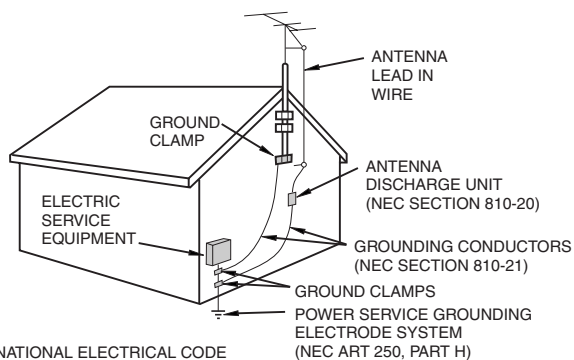 ANTENNA
LEAD IN
WIRE
GROUND
CLAMP
ANTENNA
DISCHARGE UNIT
(NEC SECTION 810-20)
ELECTRIC
SERVICE
EQUIPMENT
GROUNDING CONDUCTORS
(NEC SECTION 810-21)
GROUND CLAMPS
POWER SERVICE GROUNDING
ELECTRODE SYSTEM
(NEC ART 250, PART H)
NATIONAL ELECTRICAL CODE